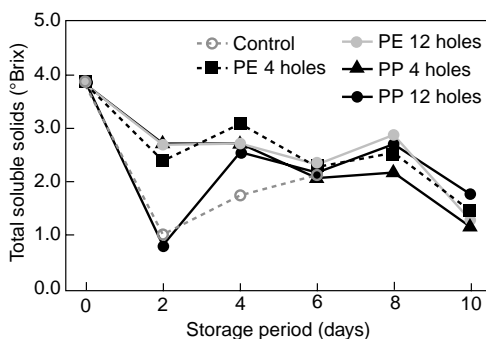 5.0
4.0
3.0
2.0
1.0
0.0
Total soluble solids (°Brix)
Control
PE 4 holes
PE 12 holes
PP 4 holes
PP 12 holes
0 2 4 6 8 10
Storage period (days)